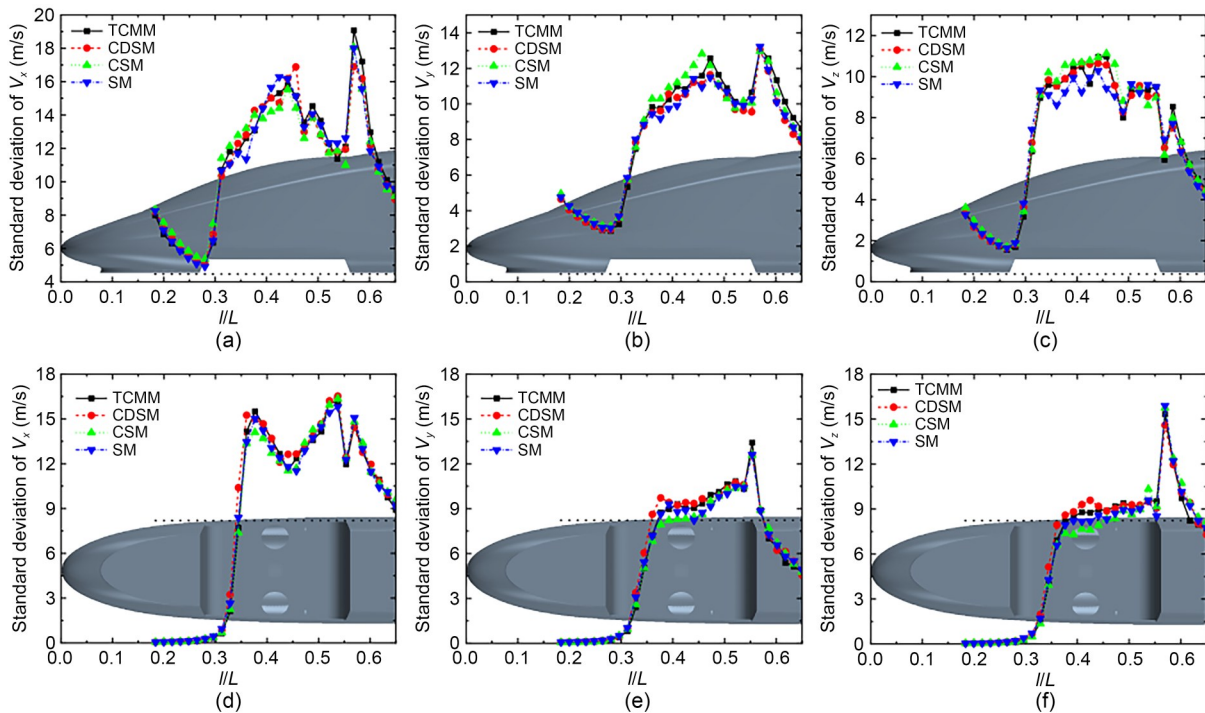 Standard deviation of Vx (m/s)
20
18
16
14
12
10
8
6
4
TCMM
CDSM
CSM
SM
0.0 0.1 0.2 0.3 0.4 0.5 0.6
l/L
(a)
Standard deviation of Vy (m/s)
16
14
12
10
8
6
4
2
0
TCMM
CDSM
CSM
SM
0.0 0.1 0.2 0.3 0.4 0.5 0.6
l/L
(b)
Standard deviation of Vz (m/s)
12
10
8
6
4
2
0
TCMM
CDSM
CSM
SM
0.0 0.1 0.2 0.3 0.4 0.5 0.6
l/L
(c)
Standard deviation of Vx (m/s)
18
15
12
9
6
3
0
TCMM
CDSM
CSM
SM
0.0 0.1 0.2 0.3 0.4 0.5 0.6
l/L
(d)
Standard deviation of Vy (m/s)
18
15
12
9
6
3
0
TCMM
CDSM
CSM
SM
0.0 0.1 0.2 0.3 0.4 0.5 0.6
l/L
(e)
Standard deviation of Vz (m/s)
18
15
12
9
6
3
0
TCMM
CDSM
CSM
SM
0.0 0.1 0.2 0.3 0.4 0.5 0.6
l/L
(f)